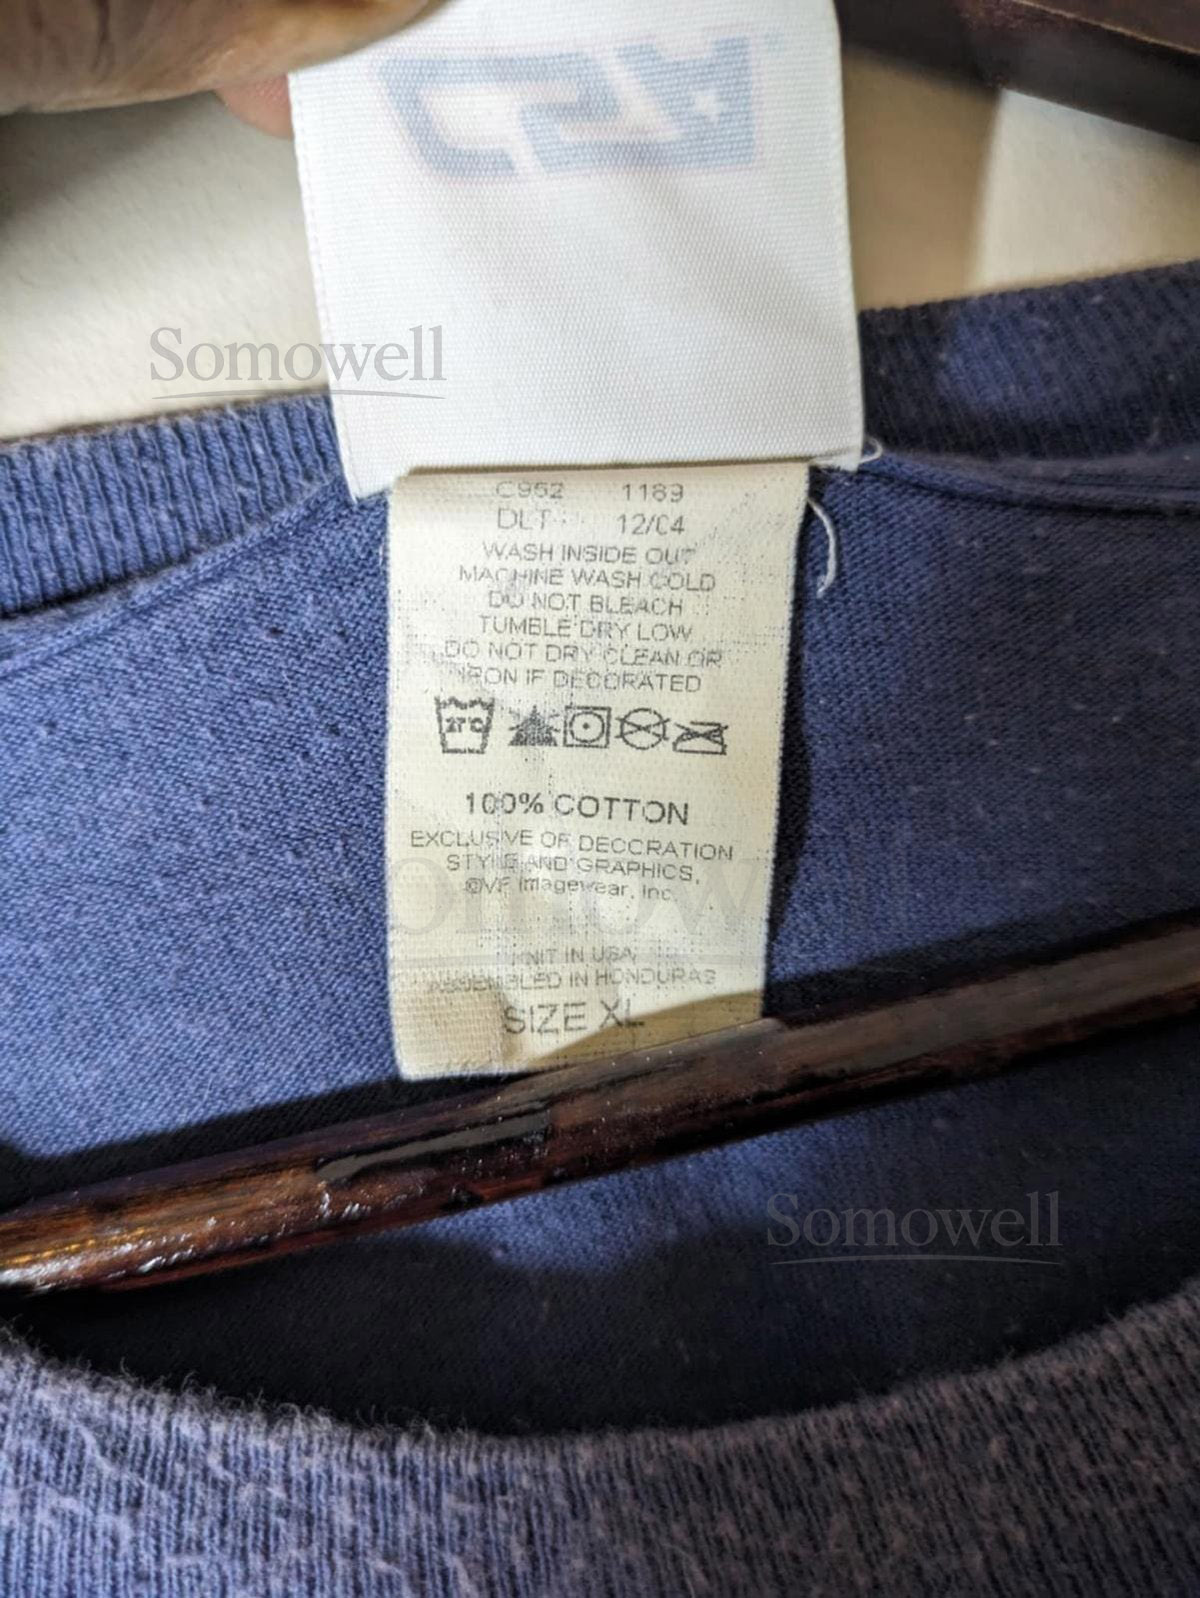 Somowell
C952 1189
DLT 12/04
WASH INSIDE OUT
MACHINE WASH COLD
DO NOT BLEACH
TUMBLE DRY LOW
DO NOT DRY CLEAN OR
IRON IF DECORATED
100% COTTON
EXCLUSIVE OF DECORATION
STYLE AND GRAPHICS,
©VF Imagewear, Inc.
KNIT IN USA
ASSEMBLED IN HONDURAS
SIZE XL
Somowell